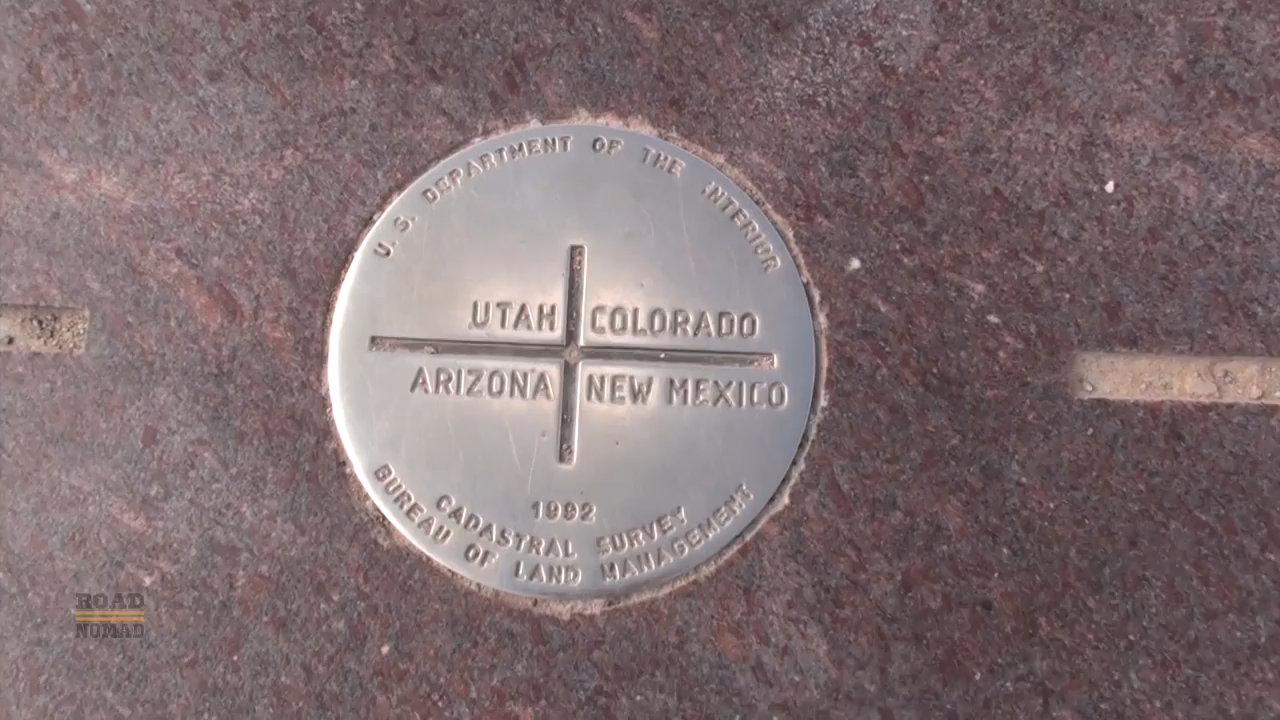 U. S. DEPARTMENT OF THE INTERIOR
UTAH COLORADO
ARIZONA NEW MEXICO
1992
CADASTRAL SURVEY
BUREAU OF LAND MANAGEMENT
ROAD
NOMAD